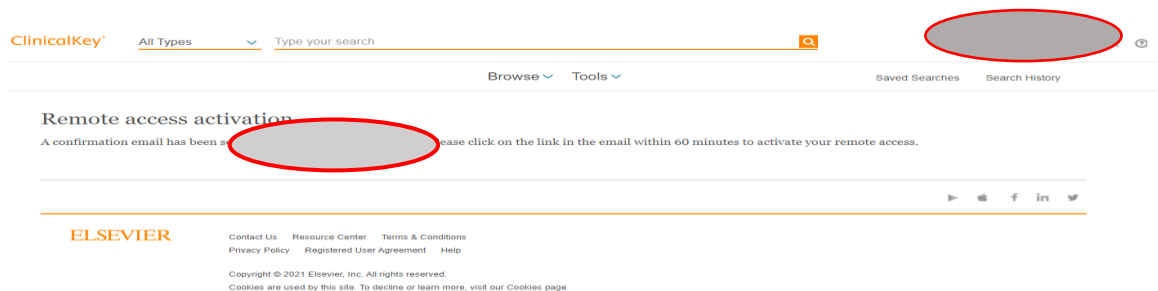 ClinicalKey®
All Types
Type your search
Browse Tools
Saved Searches Search History
Remote access activation
A confirmation email has been ease click on the link in the email within 60 minutes to activate your remote access.
f in
ELSEVIER
Contact Us Resource Center Terms & Conditions
Privacy Policy Registered User Agreement Help
Copyright © 2021 Elsevier, Inc. All rights reserved.
Cookies are used by this site. To decline or learn more, visit our Cookies page